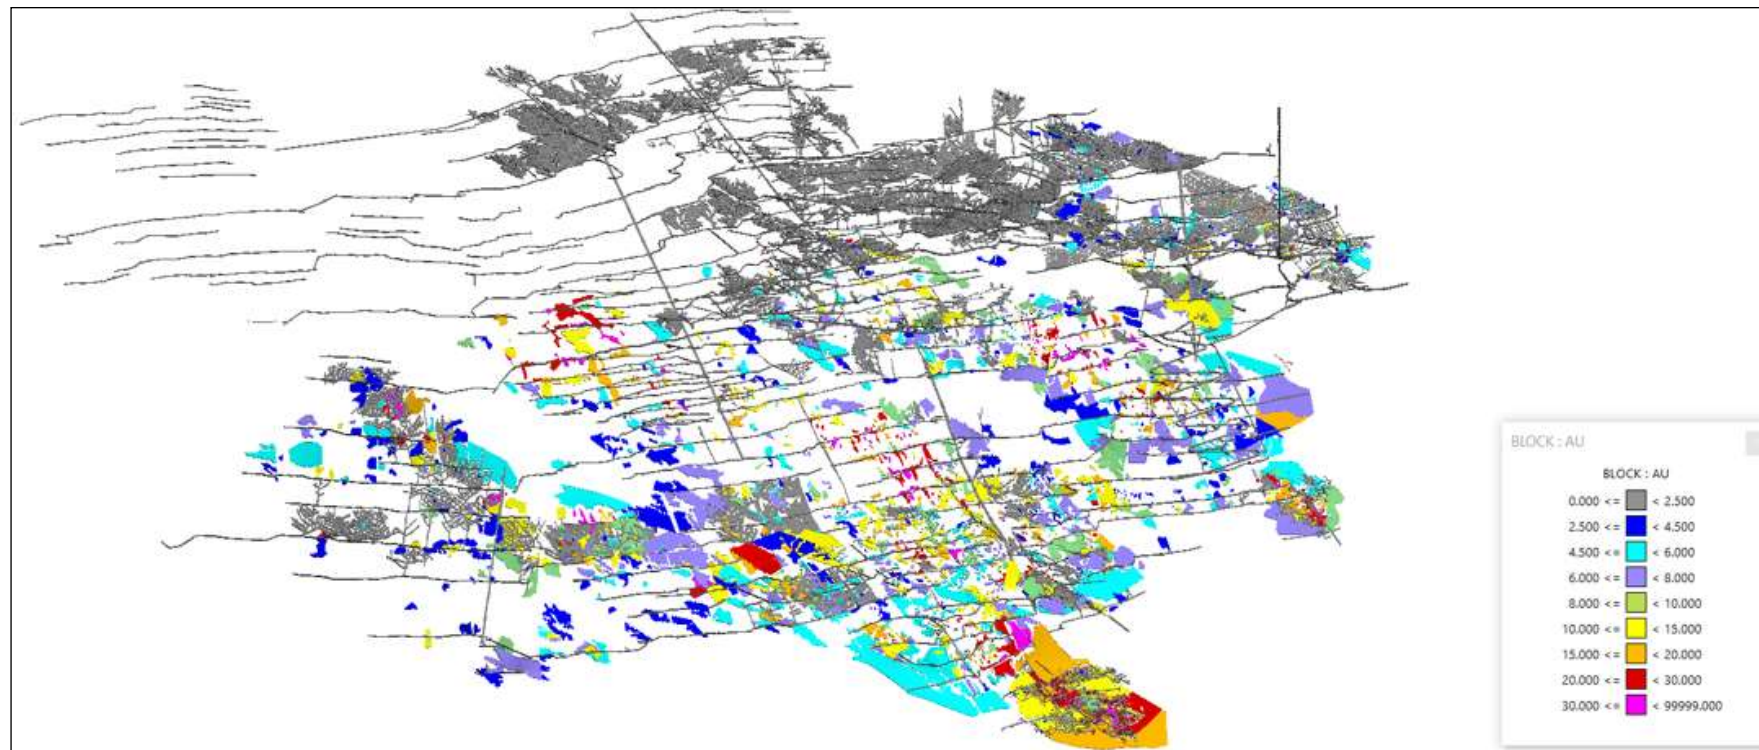 BLOCK : AU
BLOCK : AU
0.000 <= < 2.500
2.500 <= < 4.500
4.500 <= < 6.000
6.000 <= < 8.000
8.000 <= < 10.000
10.000 <= < 15.000
15.000 <= < 20.000
20.000 <= < 30.000
30.000 <= < 99999.000